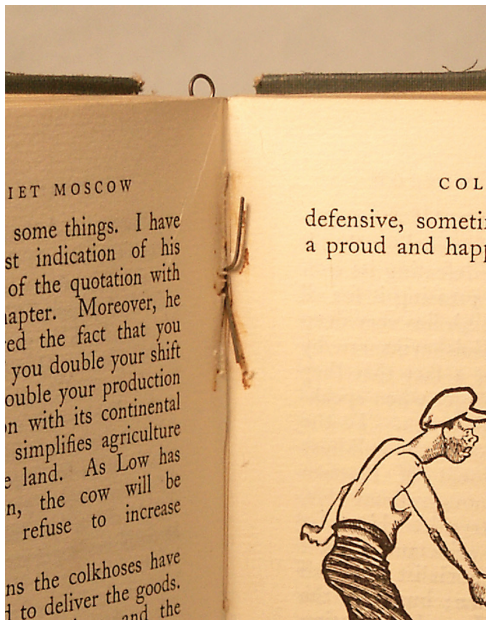 IET MOSCOW
some things. I have
st indication of his
of the quotation with
hapter. Moreover, he
red the fact that you
you double your shift
ouble your production
n with its continental
simplifies agriculture
e land. As Low has
n, the cow will be
refuse to increase
ns the colkhoses have
d to deliver the goods.
and the
COL
defensive, sometin
a proud and happ